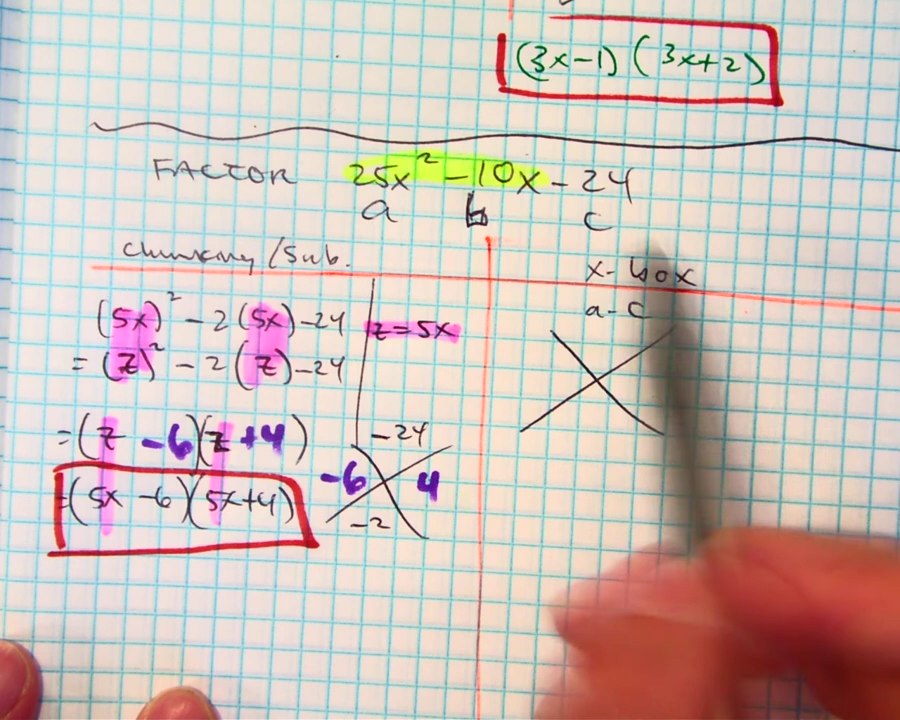 (3x-1) (3x+2)
FACTOR 25x² - 10x - 24
a b c
chunking/Sub.
(5x)² - 2(5x) - 24
z = 5x
= (z)² - 2(z) - 24
= (z - 6)(z + 4)
-24
-6 4
-2
= (5x - 6)(5x + 4)
x-box
a-c